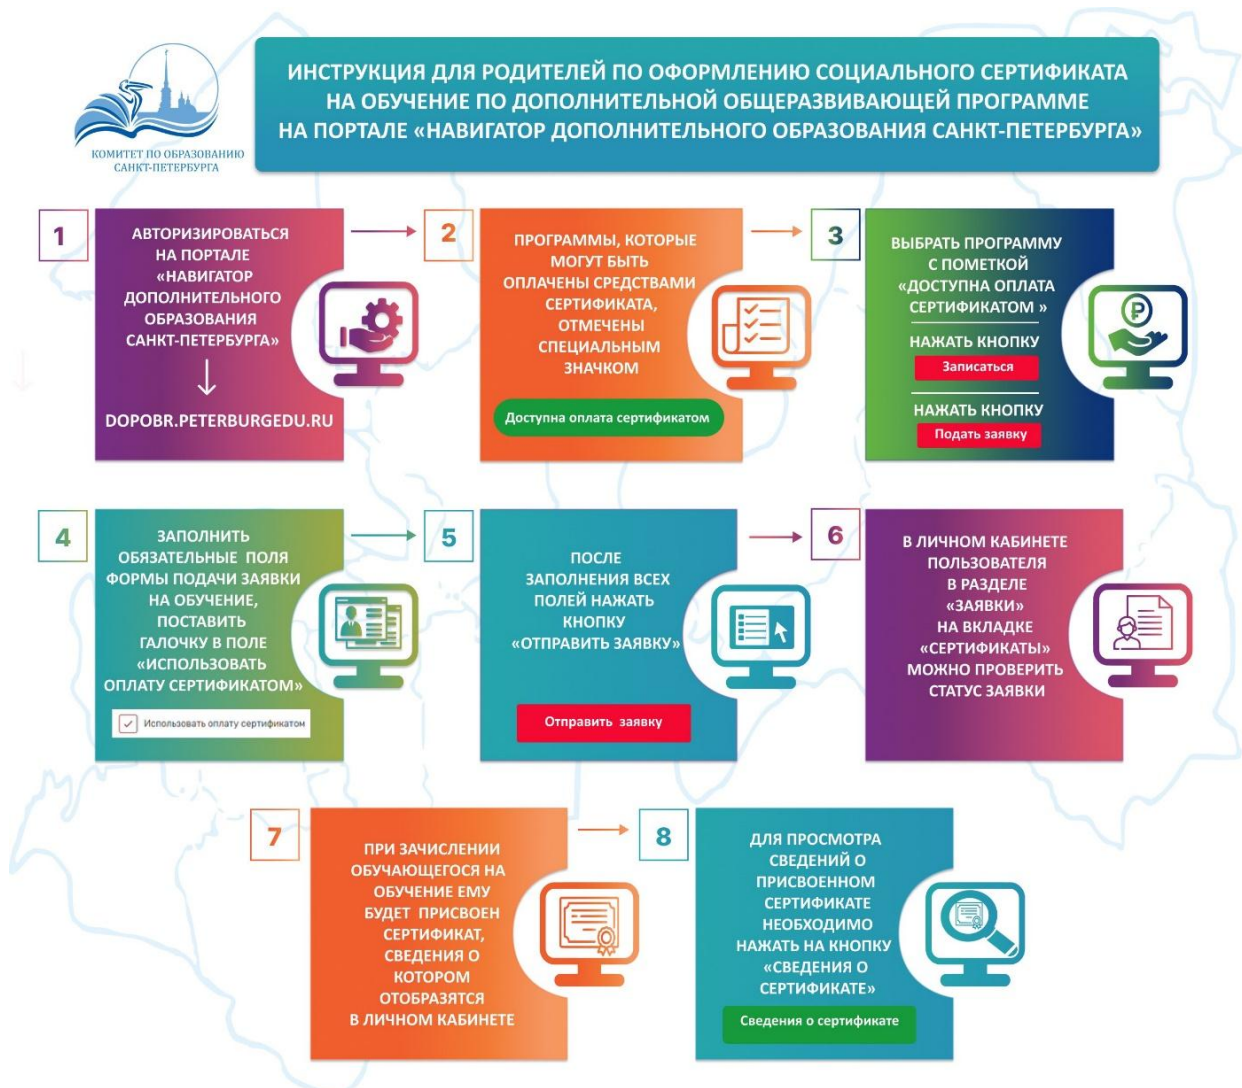 КОМИТЕТ ПО ОБРАЗОВАНИЮ
САНКТ-ПЕТЕРБУРГА
ИНСТРУКЦИЯ ДЛЯ РОДИТЕЛЕЙ ПО ОФОРМЛЕНИЮ СОЦИАЛЬНОГО СЕРТИФИКАТА
НА ОБУЧЕНИЕ ПО ДОПОЛНИТЕЛЬНОЙ ОБЩЕРАЗВИВАЮЩЕЙ ПРОГРАММЕ
НА ПОРТАЛЕ «НАВИГАТОР ДОПОЛНИТЕЛЬНОГО ОБРАЗОВАНИЯ САНКТ-ПЕТЕРБУРГА»
1
АВТОРИЗИРОВАТЬСЯ
НА ПОРТАЛЕ
«НАВИГАТОР
ДОПОЛНИТЕЛЬНОГО
ОБРАЗОВАНИЯ
САНКТ-ПЕТЕРБУРГА»
DOPOBR.PETERBURGEDU.RU
2
ПРОГРАММЫ, КОТОРЫЕ
МОГУТ БЫТЬ
ОПЛАЧЕНЫ СРЕДСТВАМИ
СЕРТИФИКАТА,
ОТМЕЧЕНЫ
СПЕЦИАЛЬНЫМ
ЗНАЧКОМ
Доступна оплата сертификатом
3
ВЫБРАТЬ ПРОГРАММУ
С ПОМЕТКОЙ
«ДОСТУПНА ОПЛАТА
СЕРТИФИКАТОМ »
НАЖАТЬ КНОПКУ
Записаться
НАЖАТЬ КНОПКУ
Подать заявку
4
ЗАПОЛНИТЬ
ОБЯЗАТЕЛЬНЫЕ ПОЛЯ
ФОРМЫ ПОДАЧИ ЗАЯВКИ
НА ОБУЧЕНИЕ,
ПОСТАВИТЬ
ГАЛОЧКУ В ПОЛЕ
«ИСПОЛЬЗОВАТЬ
ОПЛАТУ СЕРТИФИКАТОМ»
Использовать оплату сертификатом
5
ПОСЛЕ
ЗАПОЛНЕНИЯ ВСЕХ
ПОЛЕЙ НАЖАТЬ
КНОПКУ
«ОТПРАВИТЬ ЗАЯВКУ»
Отправить заявку
6
В ЛИЧНОМ КАБИНЕТЕ
ПОЛЬЗОВАТЕЛЯ
В РАЗДЕЛЕ
«ЗАЯВКИ»
НА ВКЛАДКЕ
«СЕРТИФИКАТЫ»
МОЖНО ПРОВЕРИТЬ
СТАТУС ЗАЯВКИ
7
ПРИ ЗАЧИСЛЕНИИ
ОБУЧАЮЩЕГОСЯ НА
ОБУЧЕНИЕ ЕМУ
БУДЕТ ПРИСВОЕН
СЕРТИФИКАТ,
СВЕДЕНИЯ О
КОТОРОМ
ОТОБРАЗЯТСЯ
В ЛИЧНОМ КАБИНЕТЕ
8
ДЛЯ ПРОСМОТРА
СВЕДЕНИЙ О
ПРИСВОЕННОМ
СЕРТИФИКАТЕ
НЕОБХОДИМО
НАЖАТЬ НА КНОПКУ
«СВЕДЕНИЯ О
СЕРТИФИКАТЕ»
Сведения о сертификате